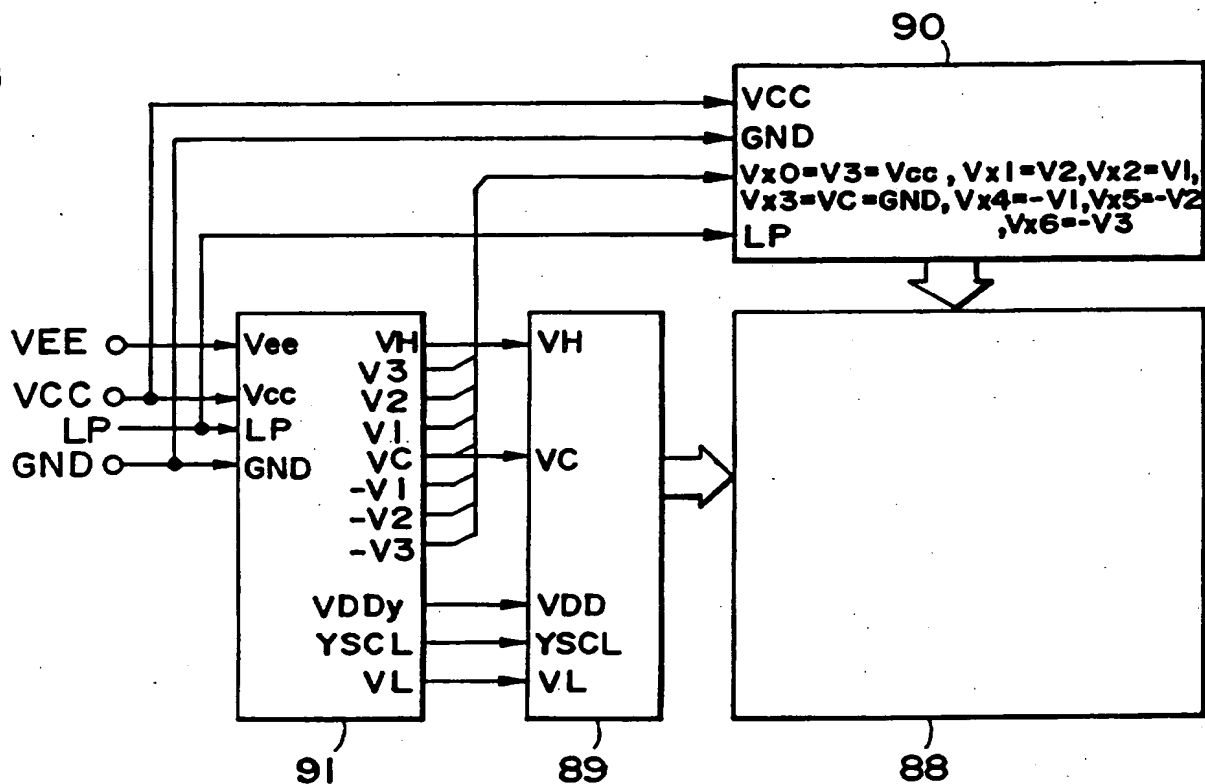 90
VCC
GND
Vx0=V3=Vcc, Vx1=V2,Vx2=V1,
Vx3=VC=GND, Vx4=-V1,Vx5=-V2
,Vx6=-V3
LP
VEE
VCC
LP
GND
Vee
Vcc
LP
GND
VH
V3
V2
V1
VC
-V1
-V2
-V3
VDDy
YSCL
VL
VH
VC
VDD
YSCL
VL
91
89
88